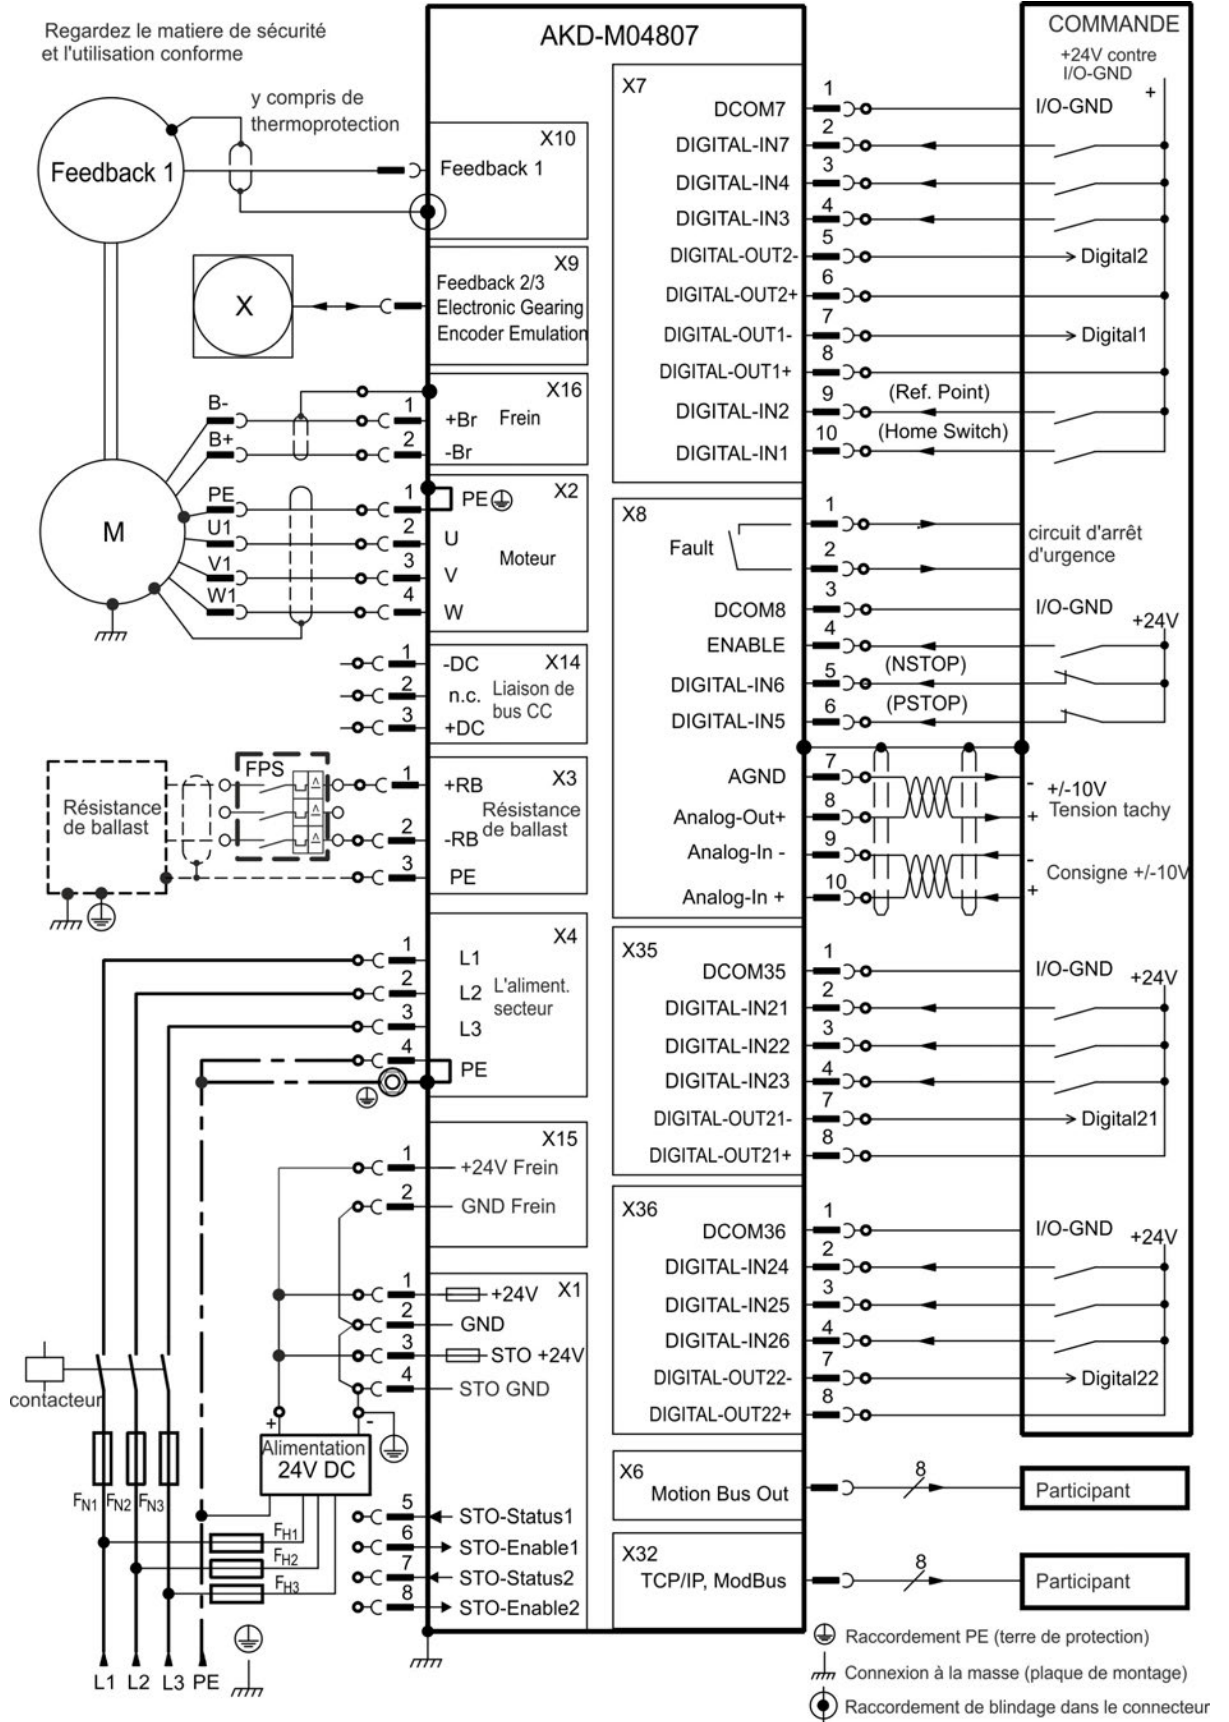 Regardez le matiere de sécurité
et l'utilisation conforme
AKD-M04807
COMMANDE
+24V contre
I/O-GND
+
y compris de
thermoprotection
Feedback 1
X10
Feedback 1
X
X9
Feedback 2/3
Electronic Gearing
Encoder Emulation
X16
B-
1
+Br
Frein
B+
2
-Br
M
X2
PE
1
PE
U1
2
U
Moteur
V1
3
V
W1
4
W
X14
1
-DC
2
n.c.
Liaison de
bus CC
3
+DC
FPS
Résistance
de ballast
X3
1
+RB
Résistance
de ballast
2
-RB
3
PE
X4
1
L1
2
L2
L'aliment.
secteur
3
L3
4
PE
X15
1
+24V Frein
2
GND Frein
X1
1
+24V
2
GND
3
STO +24V
4
STO GND
contacteur
+
-
Alimentation
24V DC
FN1
FN2
FN3
FH1
FH2
FH3
5
STO-Status1
6
STO-Enable1
7
STO-Status2
8
STO-Enable2
L1
L2
L3
PE
X7
DCOM7
1
I/O-GND
DIGITAL-IN7
2
DIGITAL-IN4
3
DIGITAL-IN3
4
DIGITAL-OUT2-
5
Digital2
DIGITAL-OUT2+
6
DIGITAL-OUT1-
7
Digital1
DIGITAL-OUT1+
8
DIGITAL-IN2
9
(Ref. Point)
DIGITAL-IN1
10
(Home Switch)
X8
Fault
1
2
circuit d'arrêt
d'urgence
DCOM8
3
I/O-GND
+24V
ENABLE
4
DIGITAL-IN6
5
(NSTOP)
DIGITAL-IN5
6
(PSTOP)
AGND
7
-
+/-10V
Tension tachy
Analog-Out+
8
+
Analog-In -
9
-
Consigne +/-10V
Analog-In +
10
+
X35
DCOM35
1
I/O-GND
+24V
DIGITAL-IN21
2
DIGITAL-IN22
3
DIGITAL-IN23
4
DIGITAL-OUT21-
7
Digital21
DIGITAL-OUT21+
8
X36
DCOM36
1
I/O-GND
+24V
DIGITAL-IN24
2
DIGITAL-IN25
3
DIGITAL-IN26
4
DIGITAL-OUT22-
7
Digital22
DIGITAL-OUT22+
8
X6
Motion Bus Out
8
Participant
X32
TCP/IP, ModBus
8
Participant
Raccordement PE (terre de protection)
Connexion à la masse (plaque de montage)
Raccordement de blindage dans le connecteur